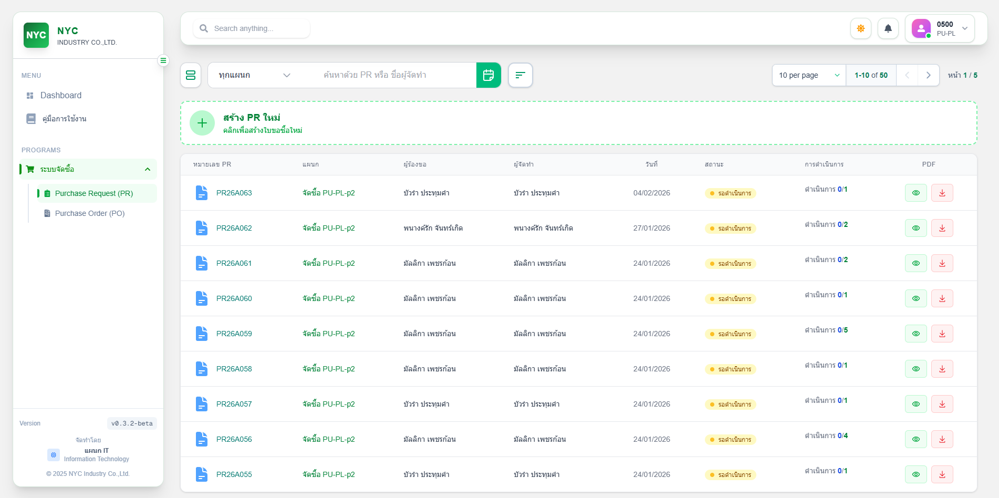 NYC
NYC
INDUSTRY CO.,LTD.
MENU
Dashboard
คู่มือการใช้งาน
PROGRAMS
ระบบจัดซื้อ
Purchase Request (PR)
Purchase Order (PO)
Version
v0.3.2-beta
จัดทำโดย
แผนก IT
Information Technology
© 2025 NYC Industry Co.,Ltd.
Search anything...
0500
PU-PL
ทุกแผนก
ค้นหาด้วย PR หรือ ชื่อผู้จัดทำ
10 per page
1-10 of 50
หน้า 1 / 5
สร้าง PR ใหม่
คลิกเพื่อสร้างใบขอซื้อใหม่
หมายเลข PR แผนก ผู้ร้องขอ ผู้จัดทำ วันที่ สถานะ การดำเนินการ PDF
PR26A063 จัดซื้อ PU-PL-p2 บัวรำ ประทุมคำ บัวรำ ประทุมคำ 04/02/2026 รอดำเนินการ ดำเนินการ 0/1
PR26A062 จัดซื้อ PU-PL-p2 พนางค์รัก จันทร์เกิด พนางค์รัก จันทร์เกิด 27/01/2026 รอดำเนินการ ดำเนินการ 0/2
PR26A061 จัดซื้อ PU-PL-p2 มัลลิกา เพชรก้อน มัลลิกา เพชรก้อน 24/01/2026 รอดำเนินการ ดำเนินการ 0/2
PR26A060 จัดซื้อ PU-PL-p2 มัลลิกา เพชรก้อน มัลลิกา เพชรก้อน 24/01/2026 รอดำเนินการ ดำเนินการ 0/1
PR26A059 จัดซื้อ PU-PL-p2 มัลลิกา เพชรก้อน มัลลิกา เพชรก้อน 24/01/2026 รอดำเนินการ ดำเนินการ 0/5
PR26A058 จัดซื้อ PU-PL-p2 มัลลิกา เพชรก้อน มัลลิกา เพชรก้อน 24/01/2026 รอดำเนินการ ดำเนินการ 0/1
PR26A057 จัดซื้อ PU-PL-p2 บัวรำ ประทุมคำ บัวรำ ประทุมคำ 24/01/2026 รอดำเนินการ ดำเนินการ 0/1
PR26A056 จัดซื้อ PU-PL-p2 มัลลิกา เพชรก้อน มัลลิกา เพชรก้อน 24/01/2026 รอดำเนินการ ดำเนินการ 0/4
PR26A055 จัดซื้อ PU-PL-p2 บัวรำ ประทุมคำ บัวรำ ประทุมคำ 24/01/2026 รอดำเนินการ ดำเนินการ 0/1